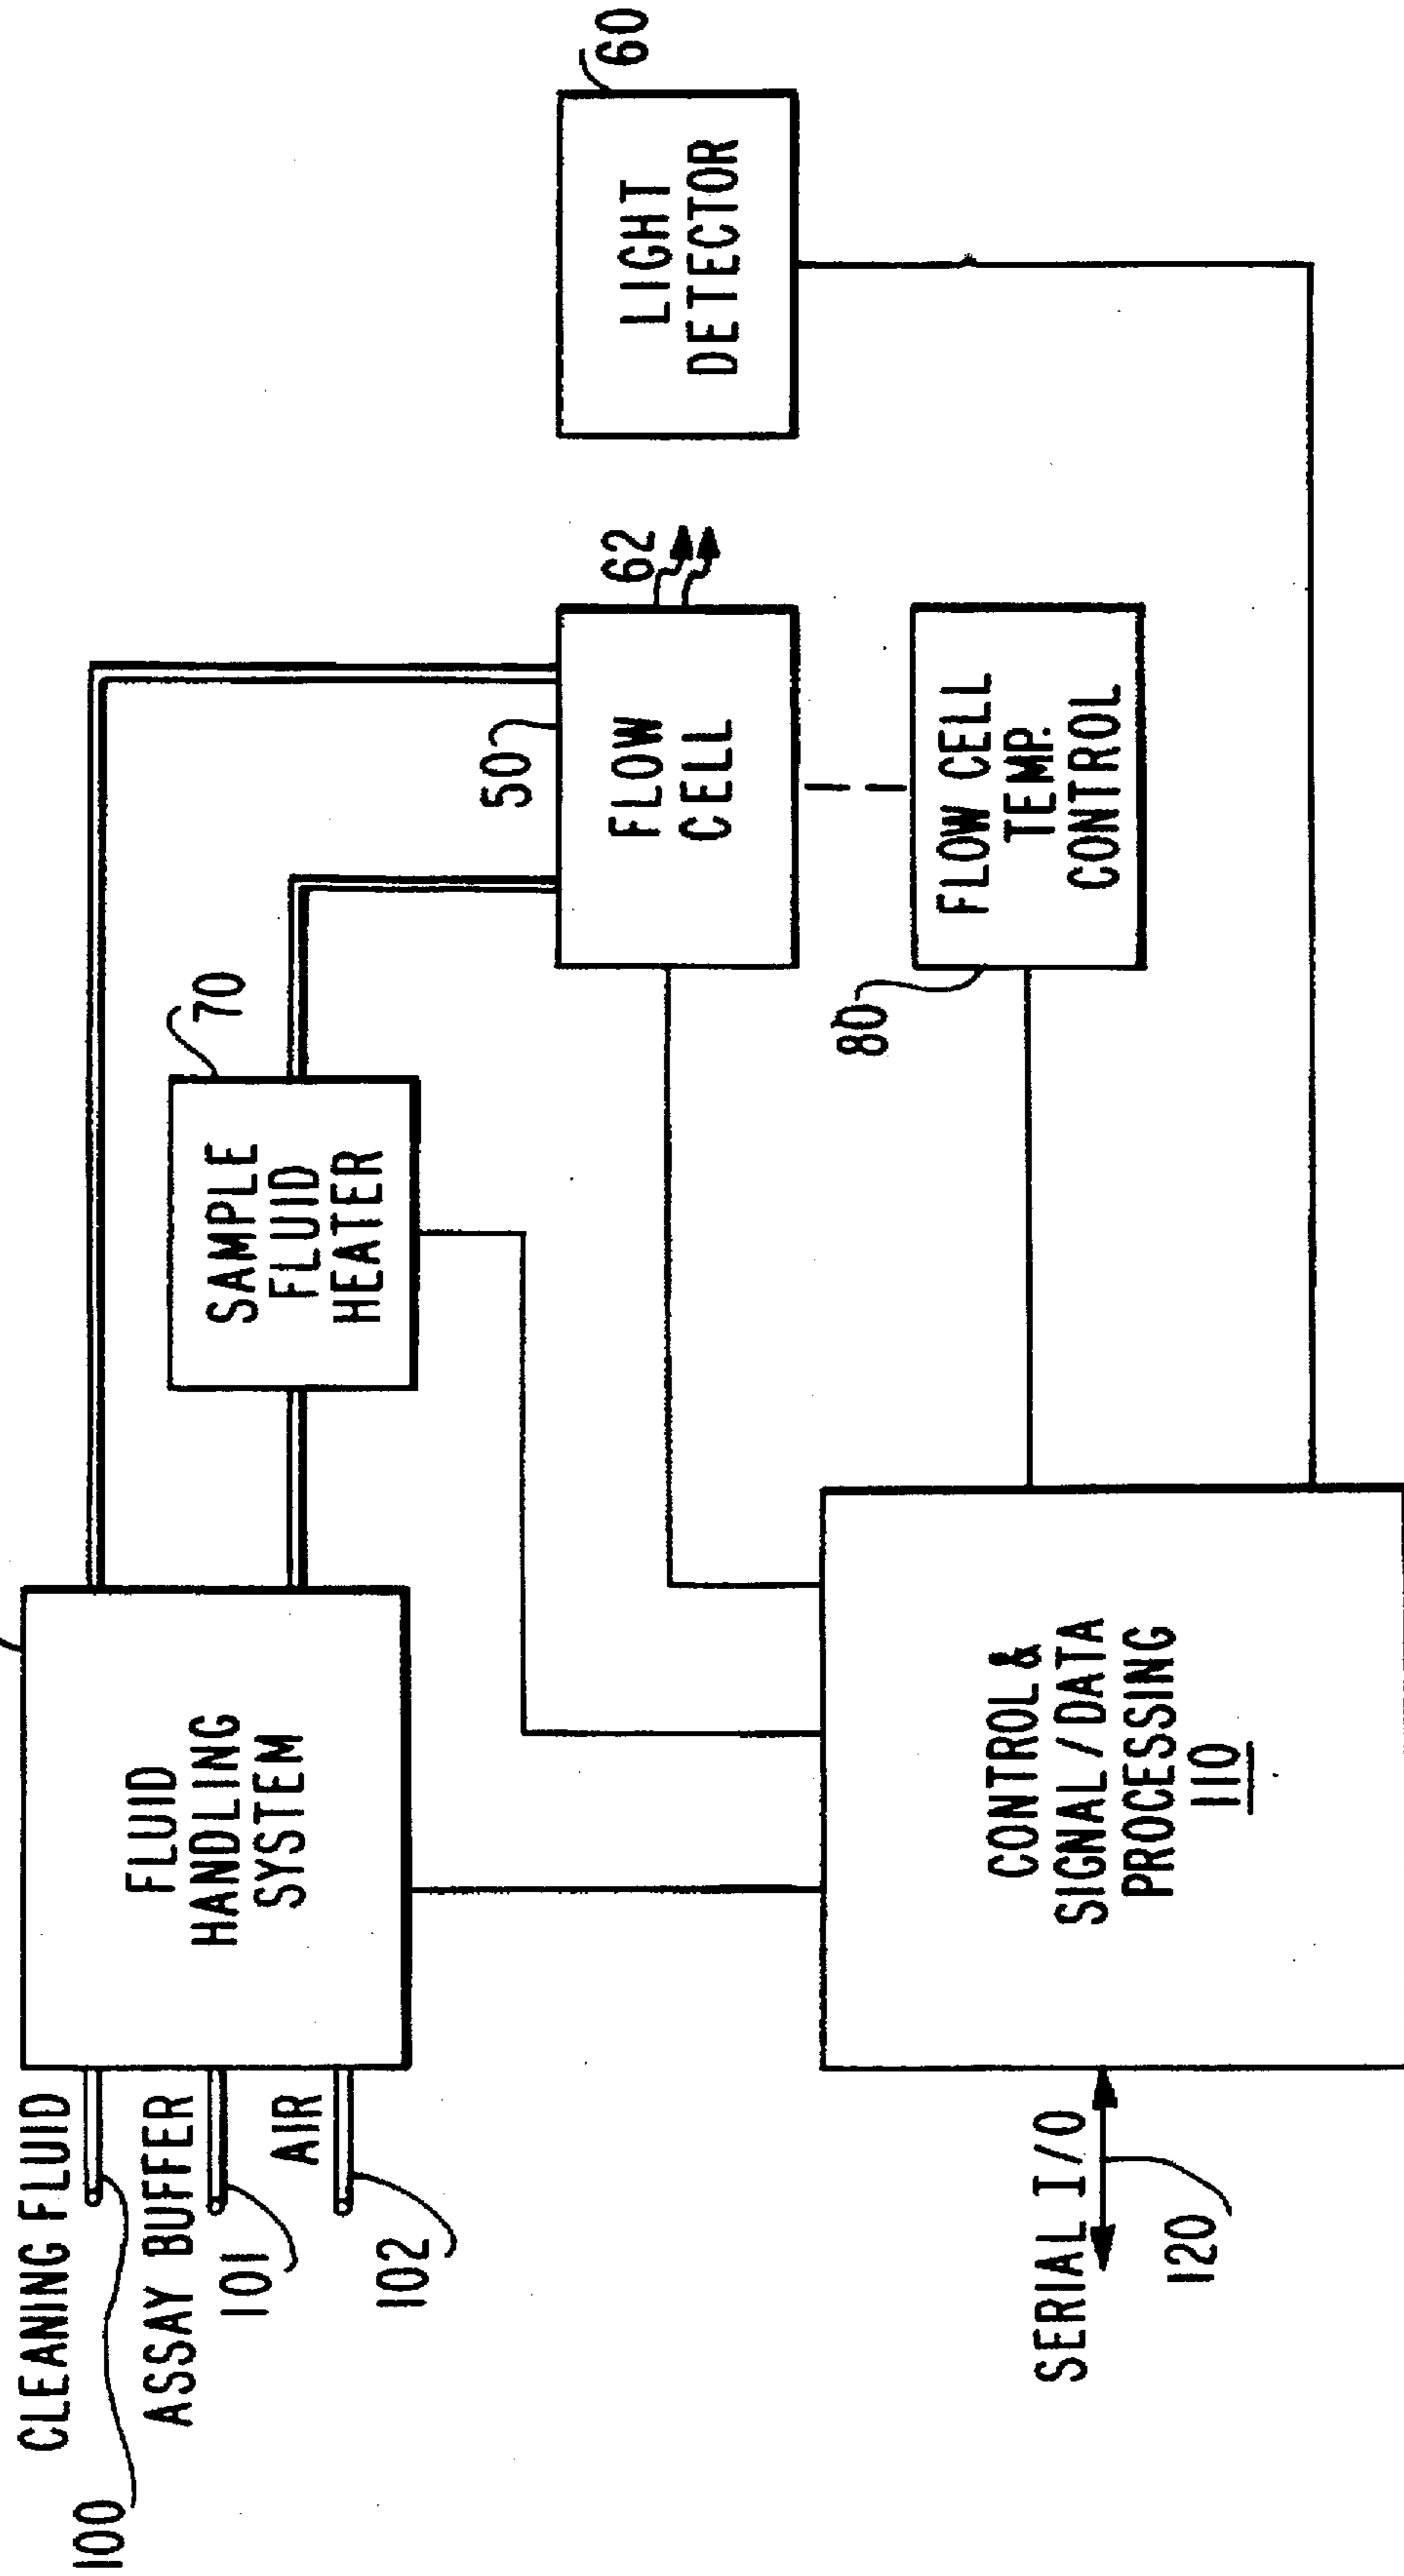 CLEANING FLUID
100
ASSAY BUFFER
101
AIR
102
FLUID
HANDLING
SYSTEM
SAMPLE
FLUID
HEATER
70
50
FLOW
CELL
62
LIGHT
DETECTOR
60
FLOW CELL
TEMP.
CONTROL
80
CONTROL &
SIGNAL/DATA
PROCESSING
110
SERIAL I/O
120